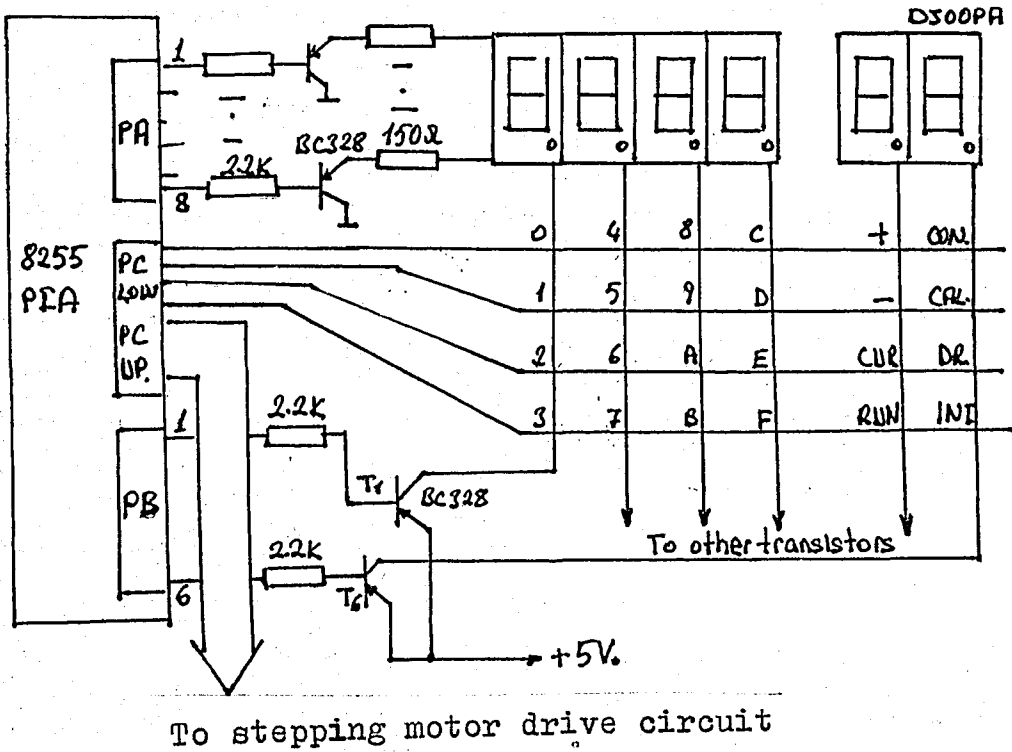 DJ00PA
1
PA
BC328
150Ω
2.2K
8
8255
PIA
PC
LOW
PC
UP.
0 4 8 C + CON.
1 5 9 D - CAL.
2 6 A E CUR DR.
3 7 B F RUN INI
1
2.2K
PB
T1
BC328
To other transistors
2.2K
6
T6
+5V.
To stepping motor drive circuit